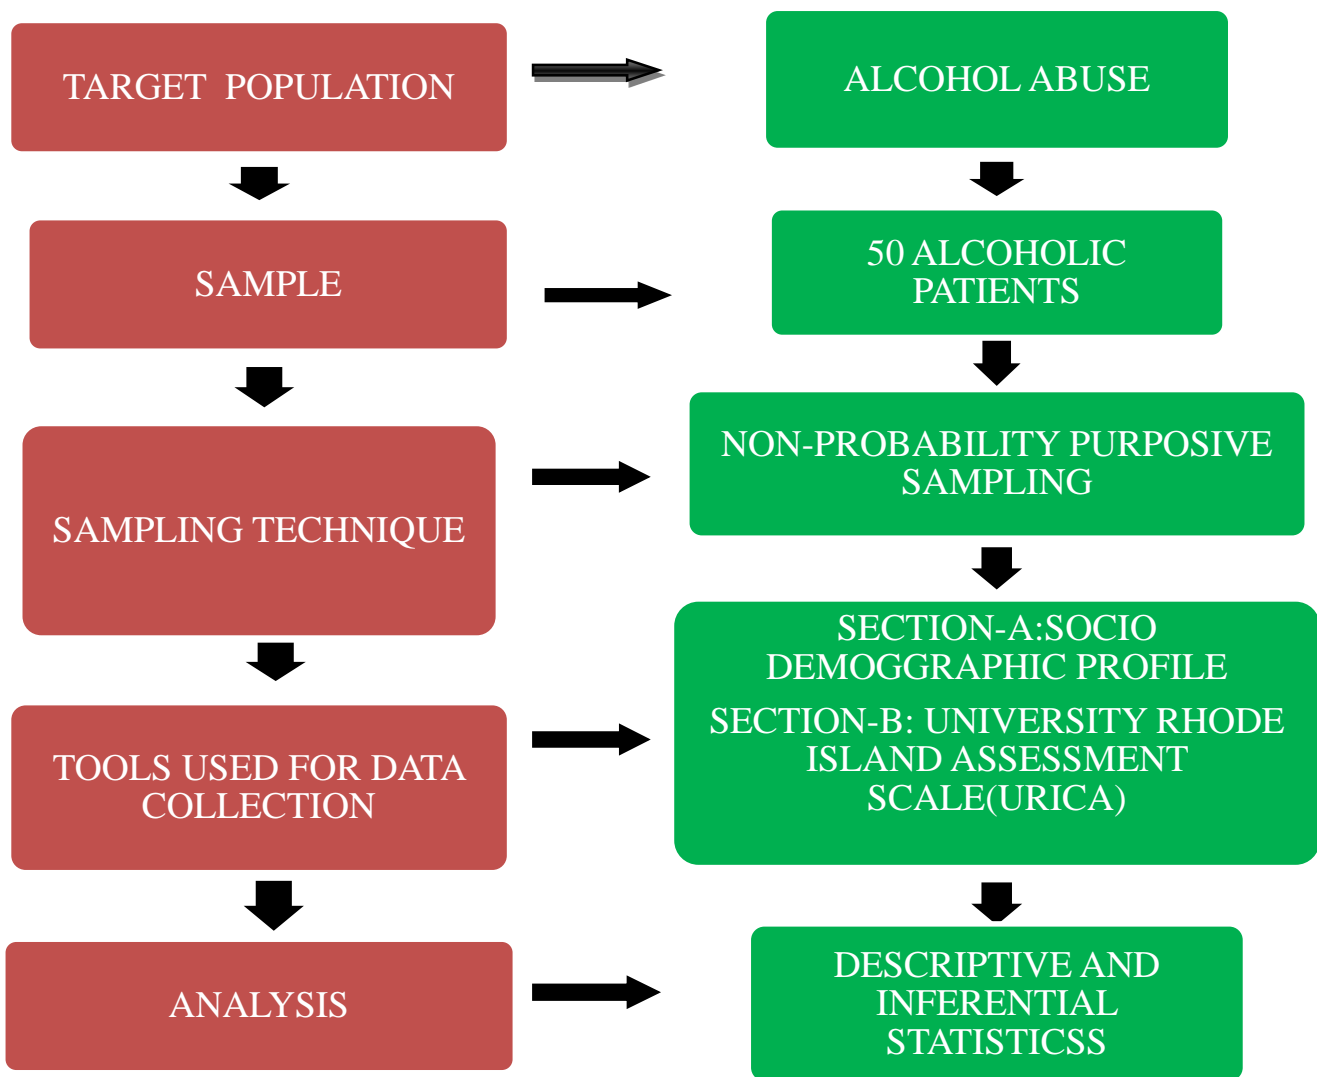 TARGET POPULATION
ALCOHOL ABUSE
SAMPLE
50 ALCOHOLIC
PATIENTS
SAMPLING TECHNIQUE
NON-PROBABILITY PURPOSIVE
SAMPLING
TOOLS USED FOR DATA
COLLECTION
SECTION-A:SOCIO
DEMOGGRAPHIC PROFILE
SECTION-B: UNIVERSITY RHODE
ISLAND ASSESSMENT
SCALE(URICA)
ANALYSIS
DESCRIPTIVE AND
INFERENTIAL
STATISTICSS